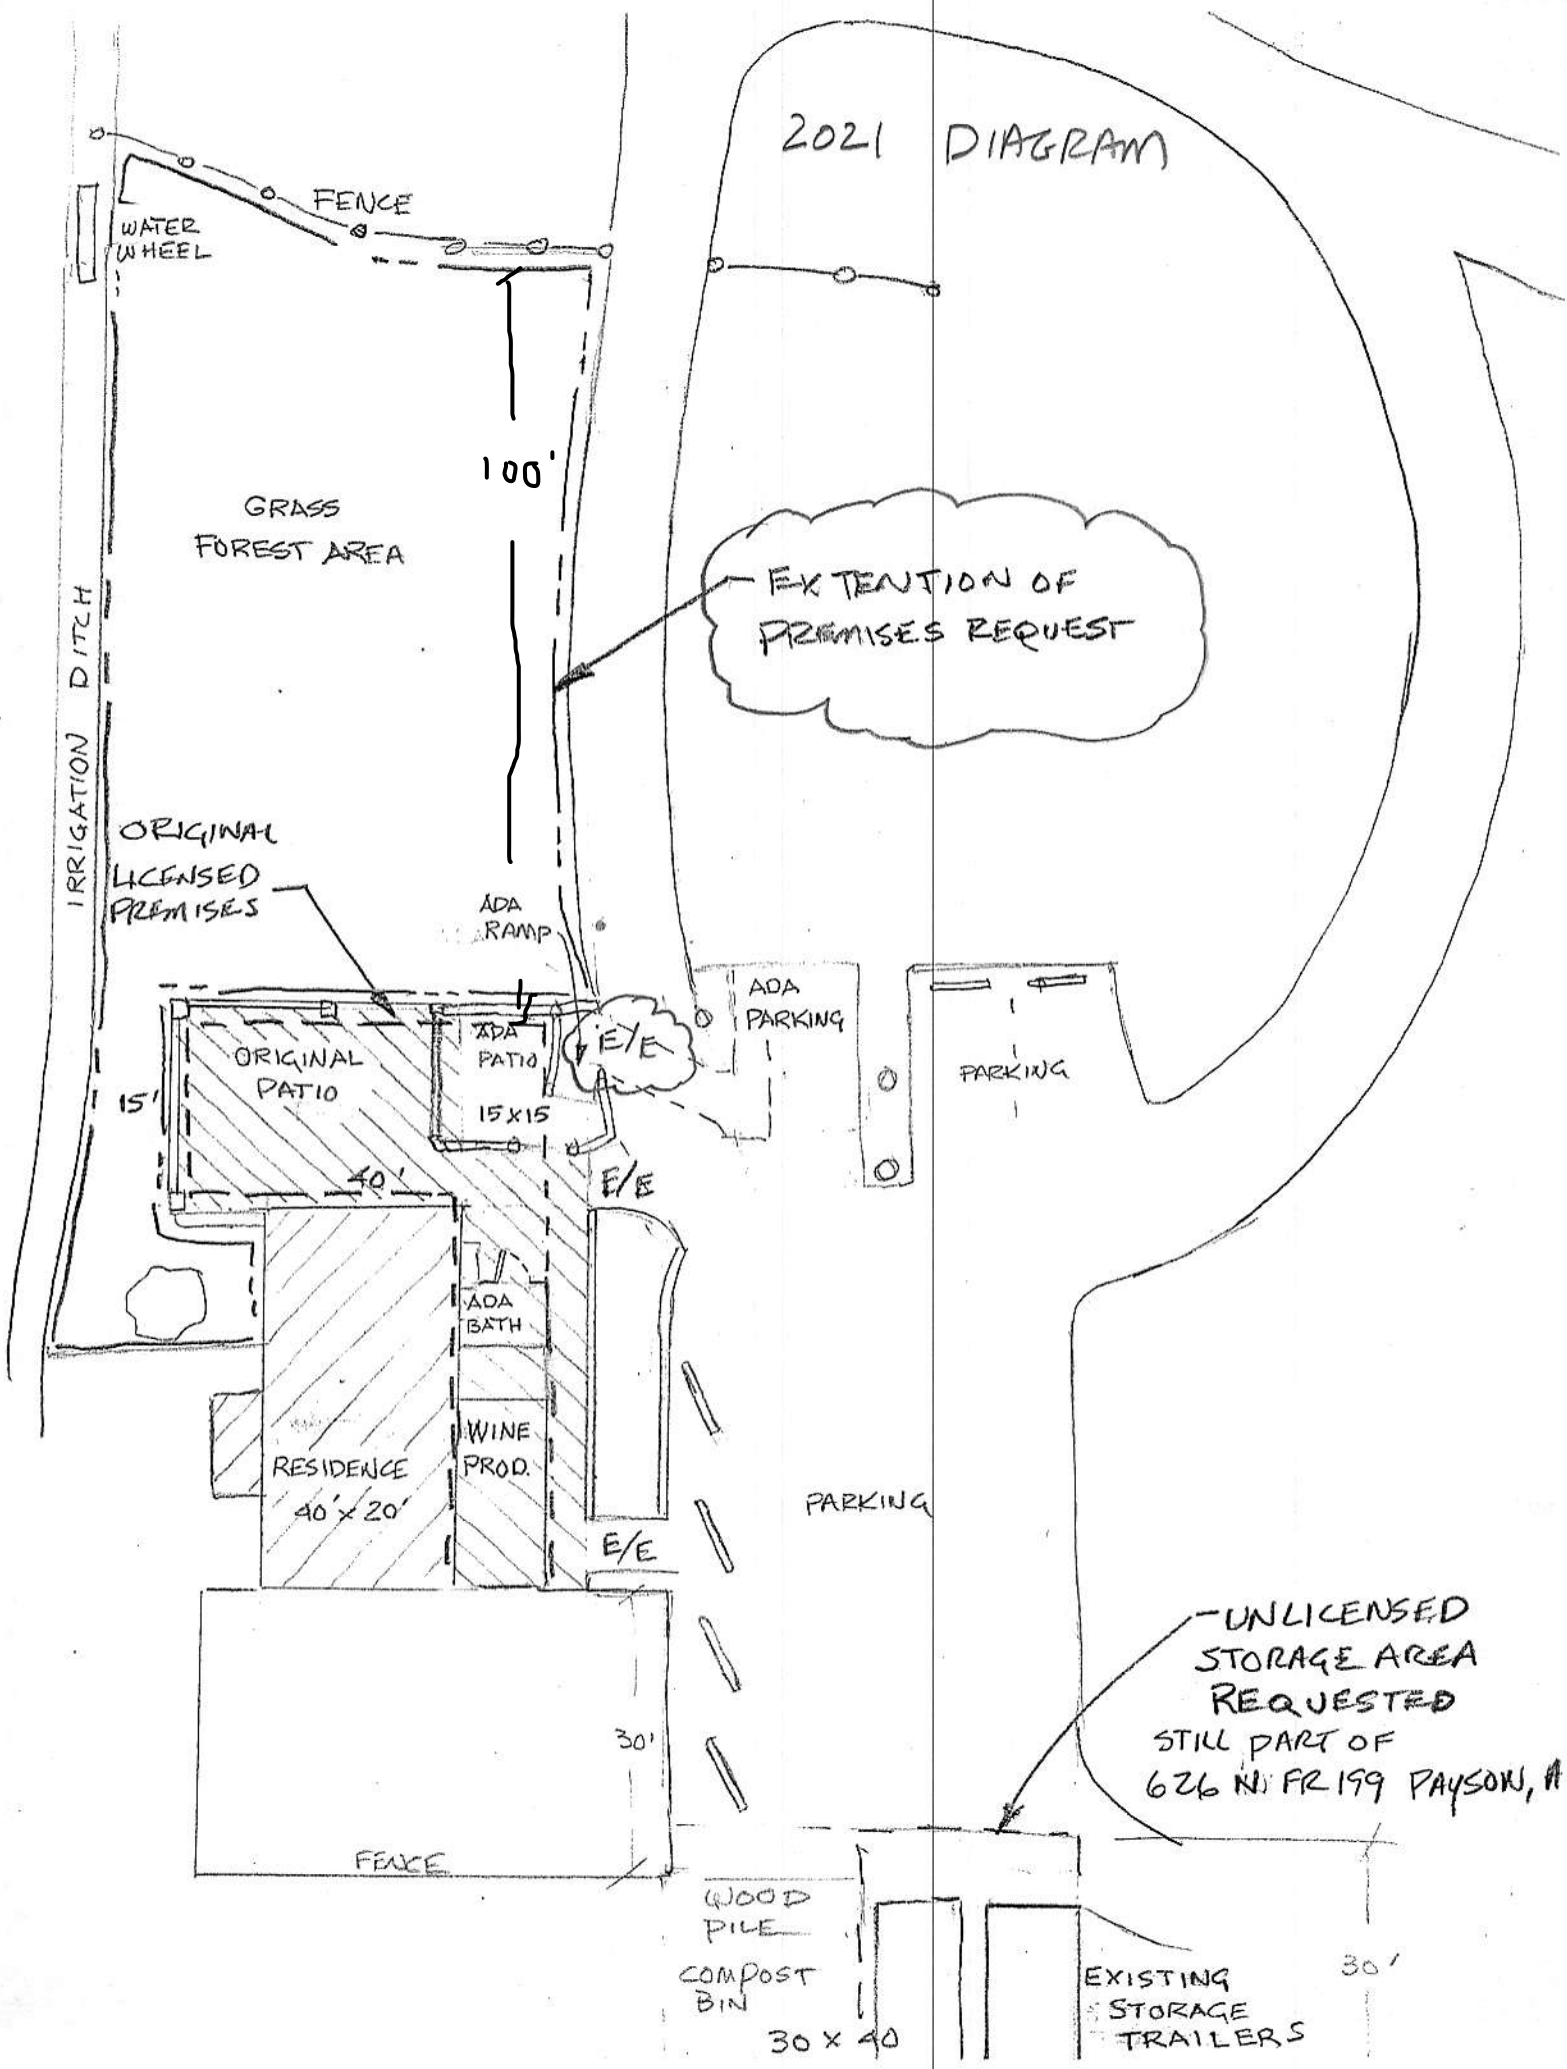 2021 DIAGRAM
FENCE
WATER
WHEEL
100'
GRASS
FOREST AREA
EXTENTION OF
PREMISES REQUEST
IRRIGATION DITCH
ORIGINAL
LICENSED
PREMISES
ADA
RAMP
ADA
PARKING
E/E
PARKING
ORIGINAL
PATIO
ADA
PATIO
15'
15x15
40'
E/E
ADA
BATH
WINE
PROD.
RESIDENCE
40'x20'
PARKING
E/E
UNLICENSED
STORAGE AREA
REQUESTED
STILL PART OF
626 N. FR 199 PAYSON, A
30'
FENCE
WOOD
PILE
COMPOST
BIN
30 x 40
EXISTING
STORAGE
TRAILERS
30'